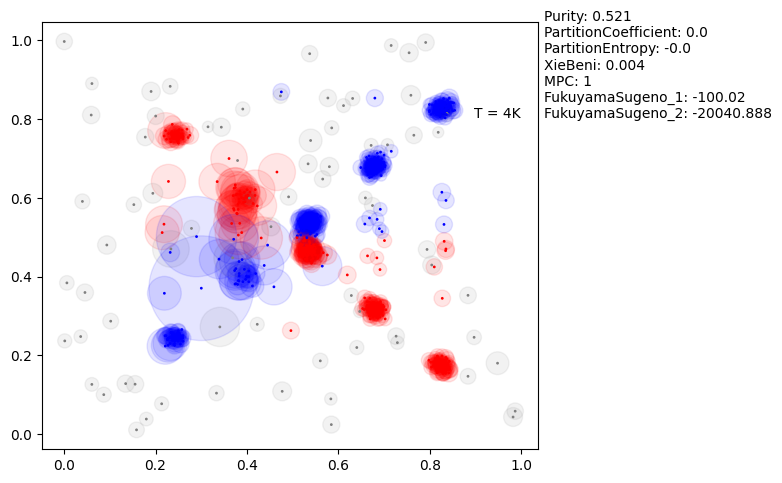 Purity: 0.521
PartitionCoefficient: 0.0
PartitionEntropy: -0.0
XieBeni: 0.004
MPC: 1
FukuyamaSugeno_1: -100.02
FukuyamaSugeno_2: -20040.888
T = 4K
1.0
0.8
0.6
0.4
0.2
0.0
0.0 0.2 0.4 0.6 0.8 1.0